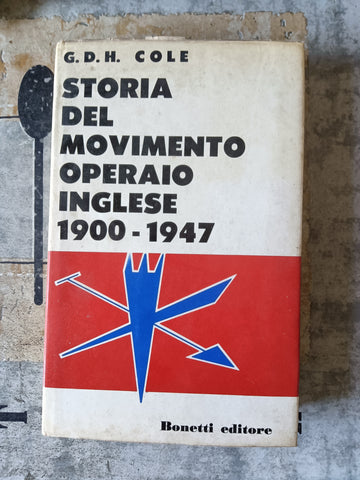 G. D. H. COLE
STORIA
DEL
MOVIMENTO
OPERAIO
INGLESE
1900 - 1947
Bonetti editore